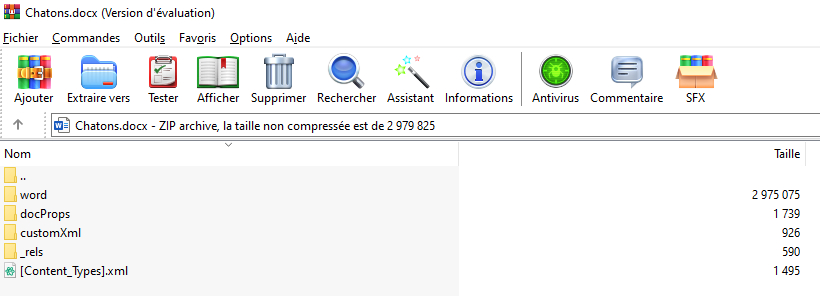 Chatons.docx (Version d'évaluation)
Fichier Commandes Outils Favoris Options Aide
Ajouter Extraire vers Tester Afficher Supprimer Rechercher Assistant Informations Antivirus Commentaire SFX
Chatons.docx - ZIP archive, la taille non compressée est de 2 979 825
Nom Taille
..
word 2 975 075
docProps 1 739
customXml 926
_rels 590
[Content_Types].xml 1 495